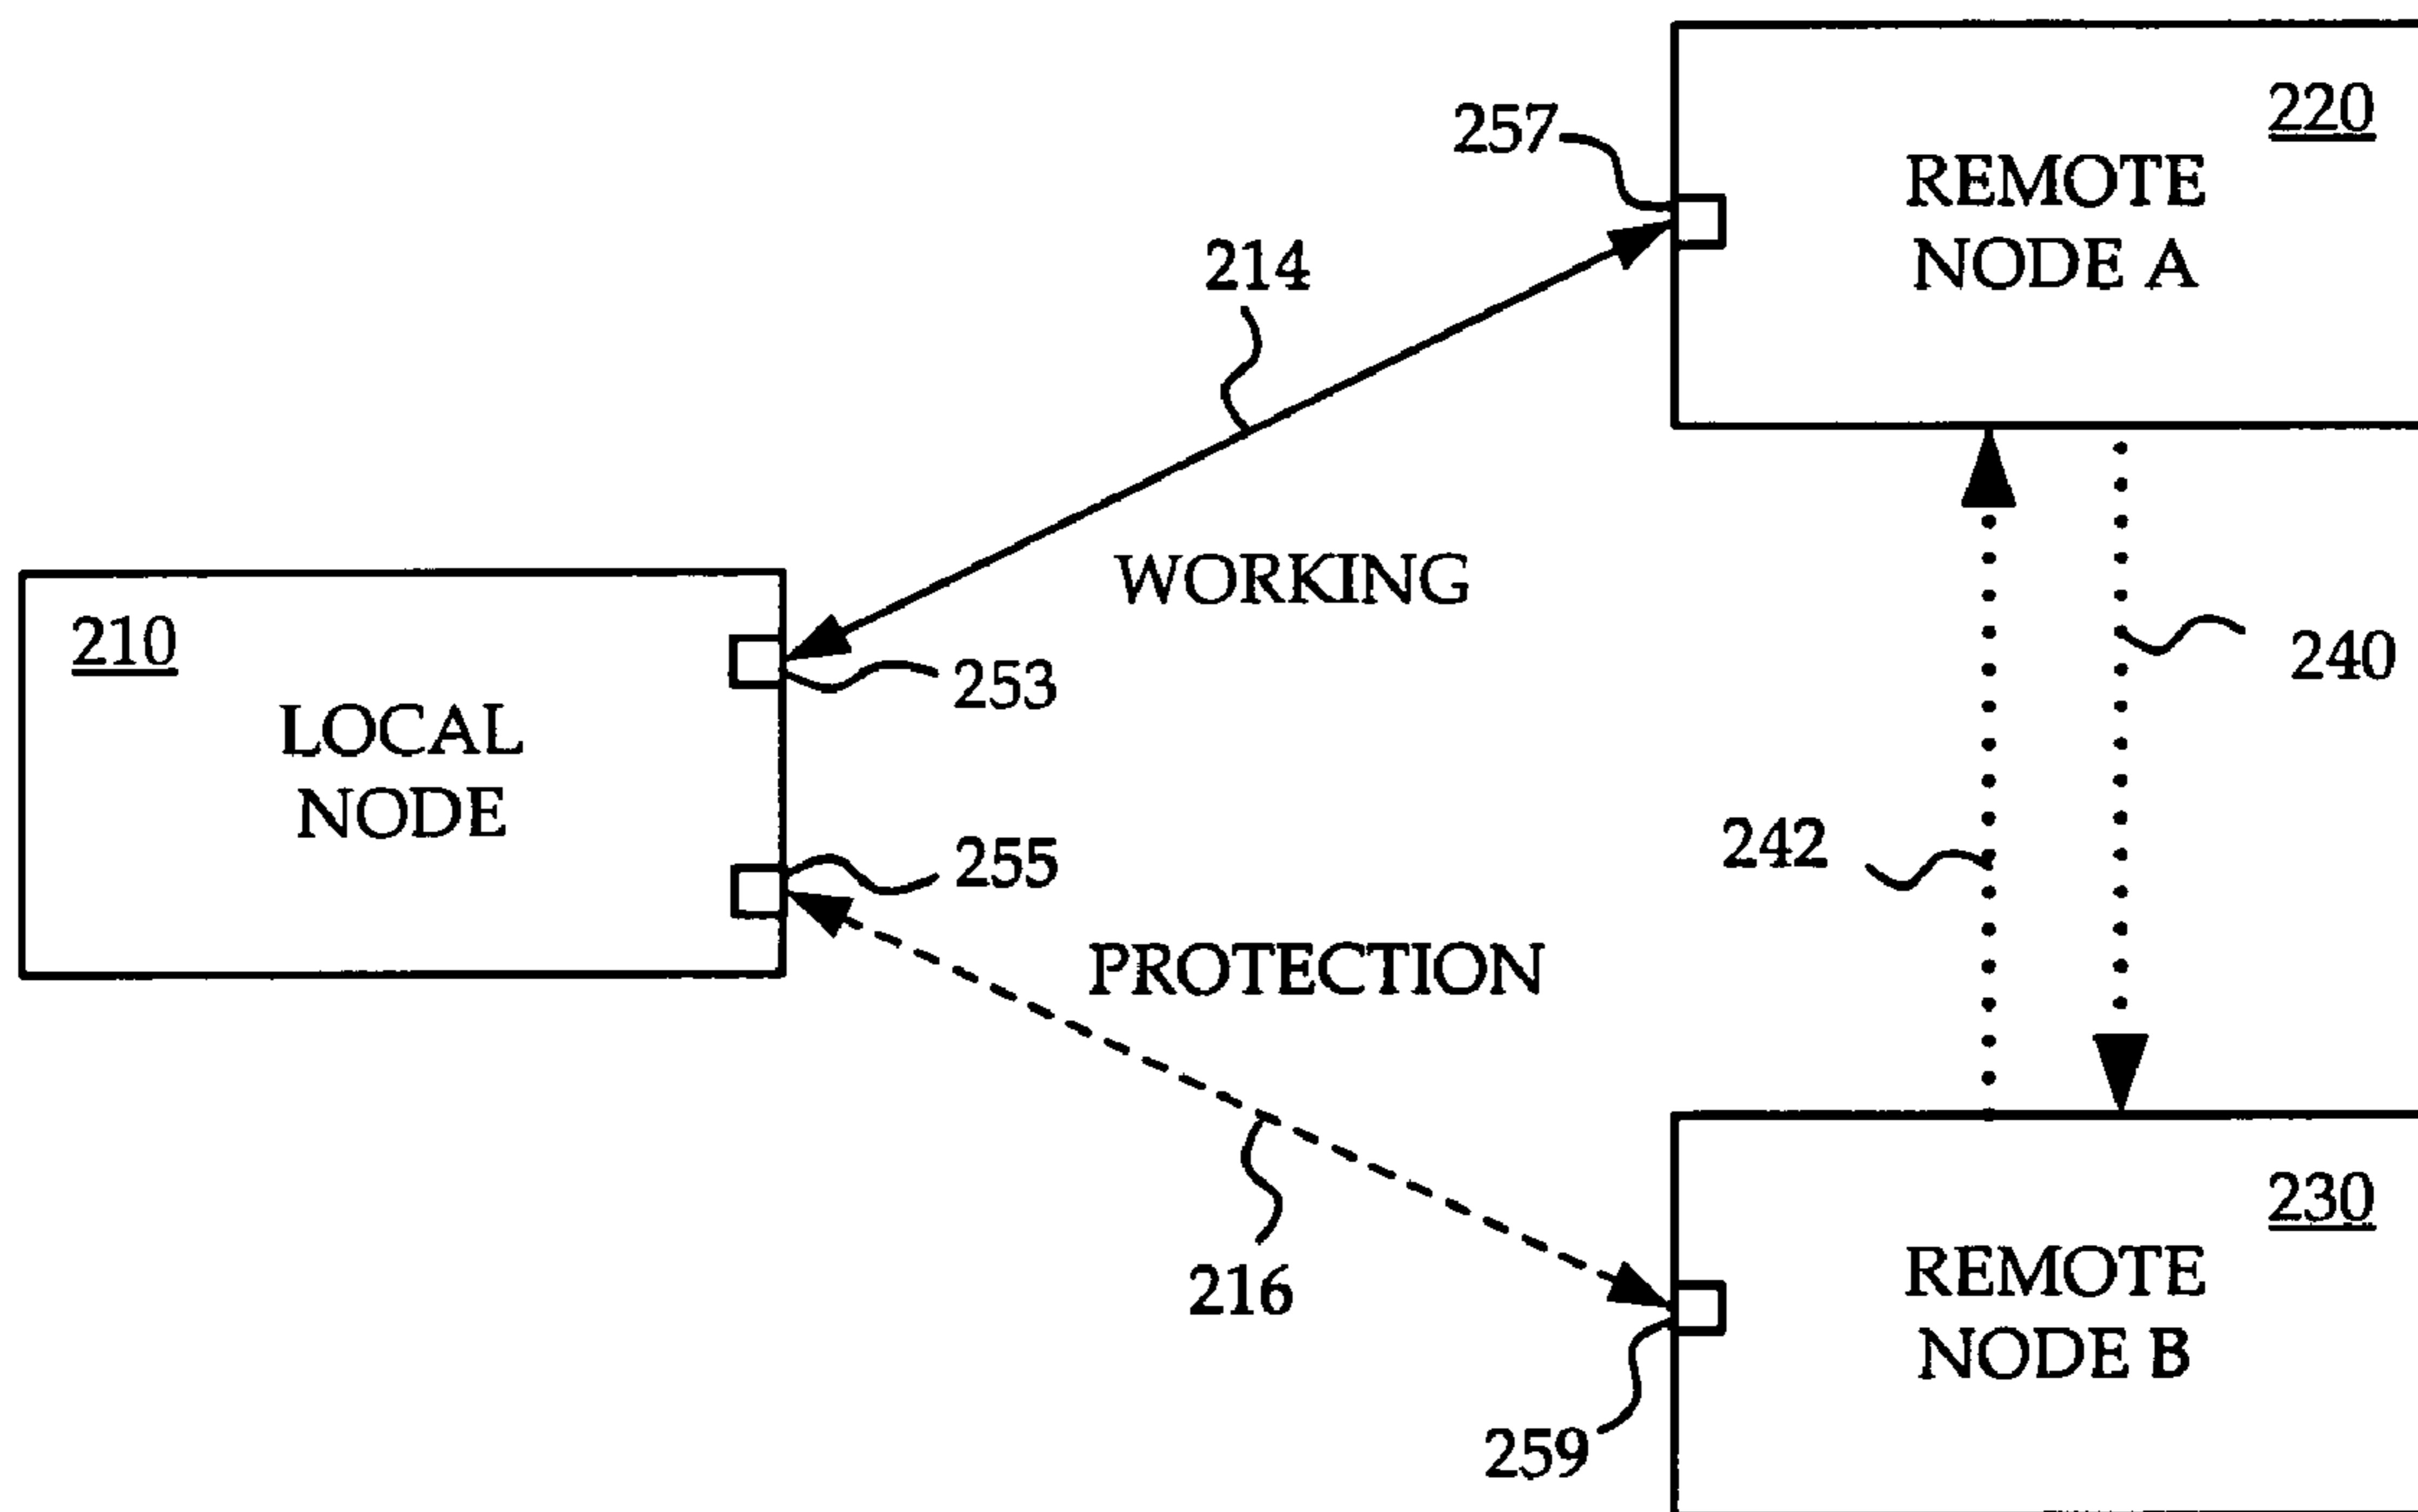 220
REMOTE
NODE A
257
214
WORKING
210
LOCAL
NODE
253
240
242
255
PROTECTION
216
230
REMOTE
NODE B
259